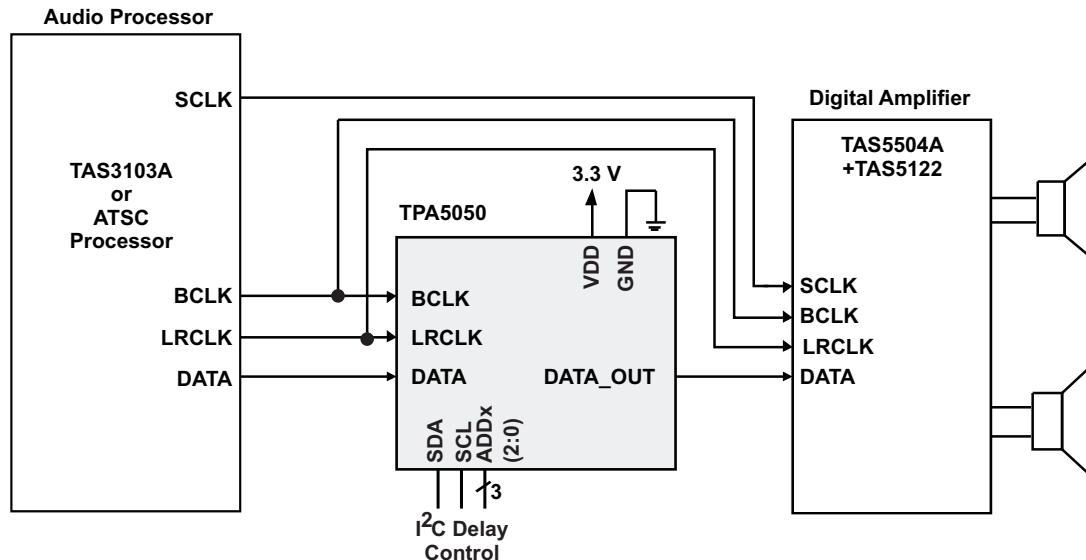 Audio Processor
SCLK
TAS3103A
or
ATSC
Processor
BCLK
LRCLK
DATA
TPA5050
3.3 V
VDD
GND
BCLK
LRCLK
DATA
DATA_OUT
SDA
SCL
ADDx
(2:0)
3
I²C Delay
Control
Digital Amplifier
TAS5504A
+TAS5122
SCLK
BCLK
LRCLK
DATA